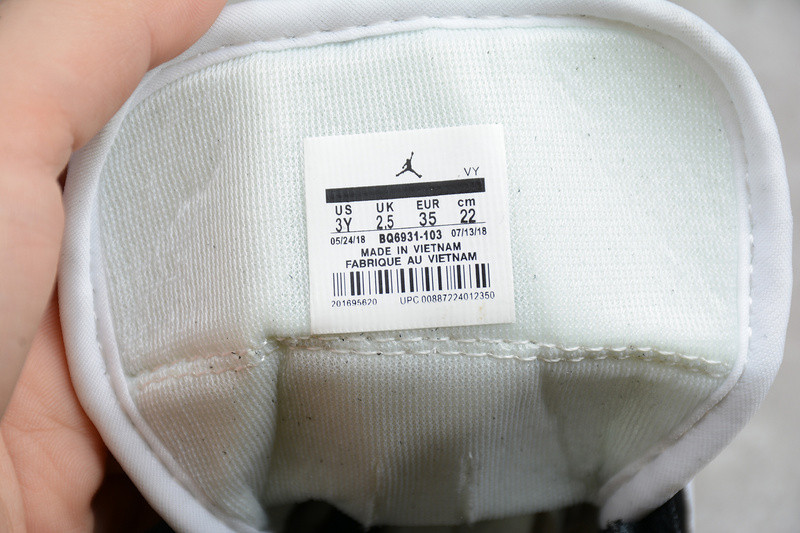 VY
US UK EUR cm
3Y 2.5 35 22
05/24/18 BQ6931-103 07/13/18
MADE IN VIETNAM
FABRIQUE AU VIETNAM
201695620 UPC 00887224012350